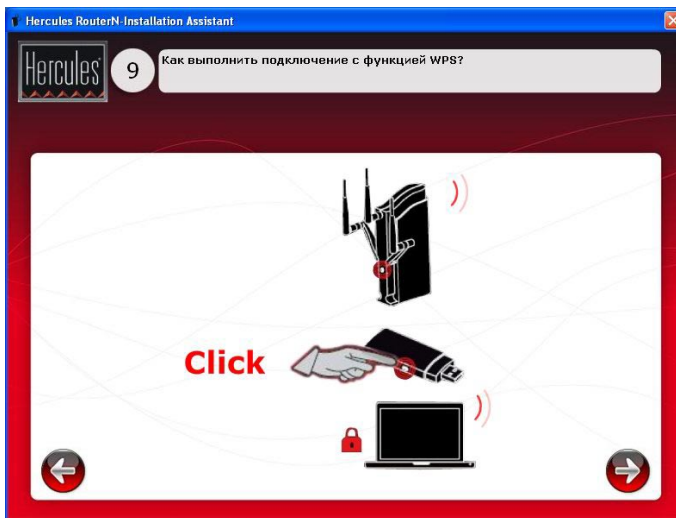 Hercules RouterN-Installation Assistant
Hercules
9
Как выполнить подключение с функцией WPS?
Click